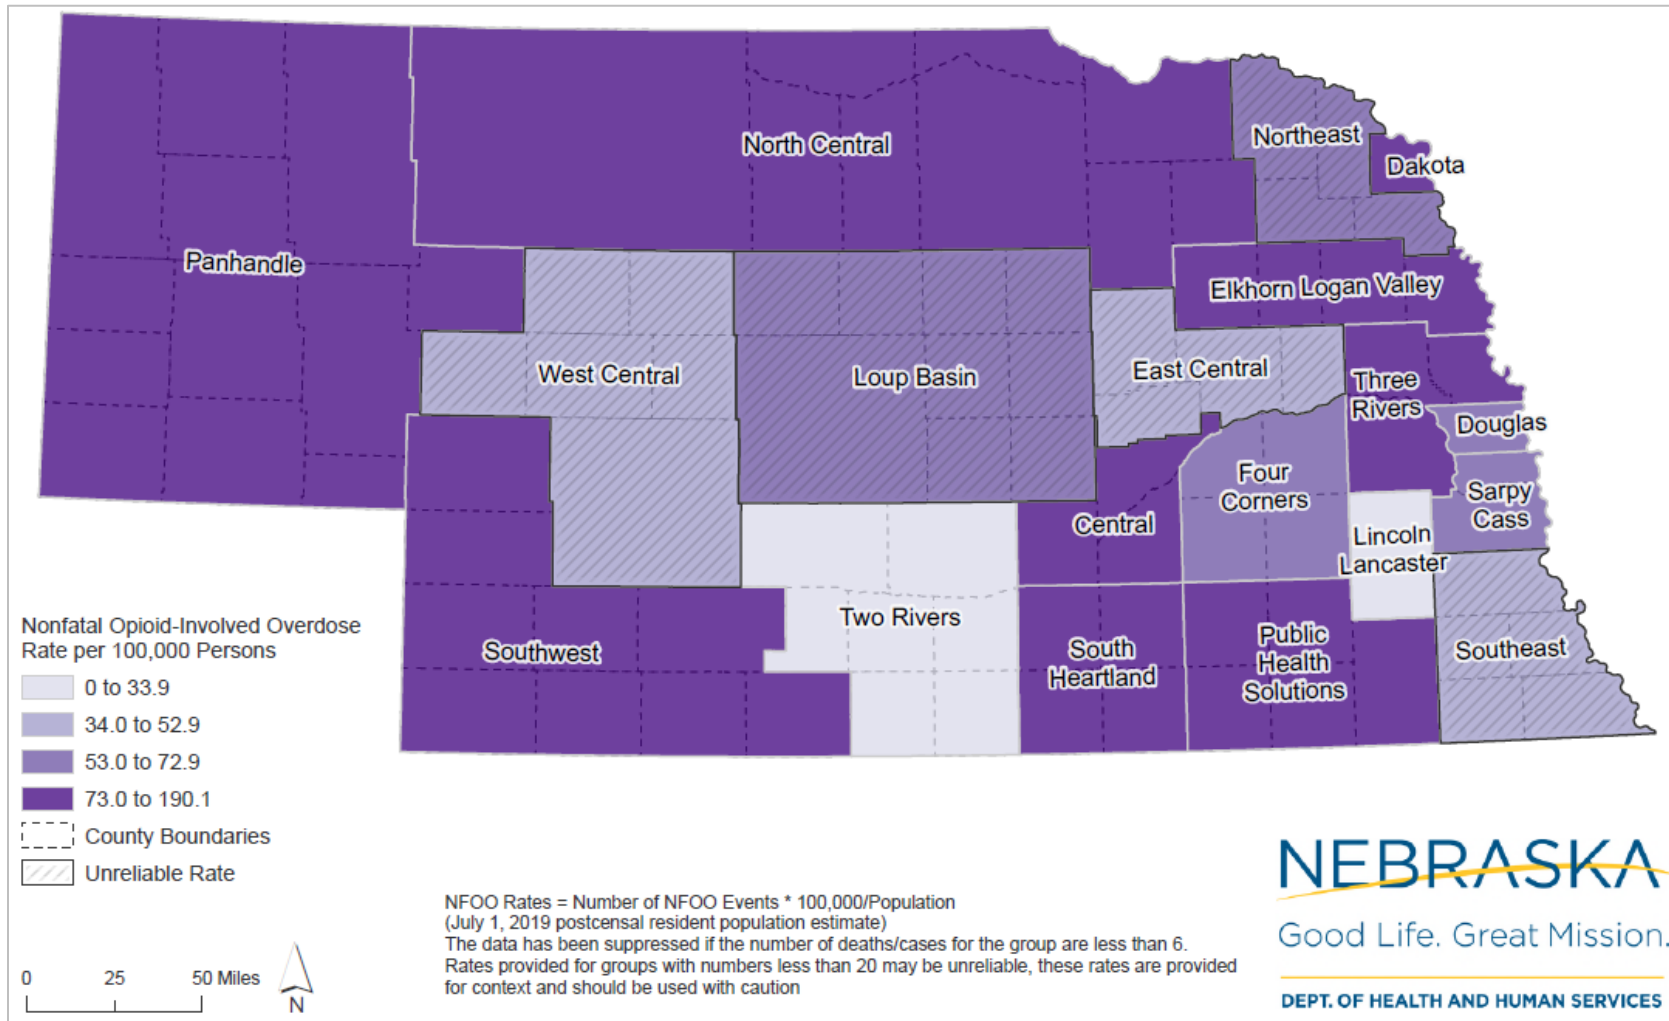 North Central
Northeast
Dakota
Panhandle
Elkhorn Logan Valley
West Central
Loup Basin
East Central
Three
Rivers
Douglas
Four
Corners
Sarpy
Cass
Central
Lincoln
Lancaster
Two Rivers
Southwest
South
Heartland
Public
Health
Solutions
Southeast
Nonfatal Opioid-Involved Overdose
Rate per 100,000 Persons
0 to 33.9
34.0 to 52.9
53.0 to 72.9
73.0 to 190.1
County Boundaries
Unreliable Rate
0 25 50 Miles
N
NFOO Rates = Number of NFOO Events * 100,000/Population
(July 1, 2019 postcensal resident population estimate)
The data has been suppressed if the number of deaths/cases for the group are less than 6.
Rates provided for groups with numbers less than 20 may be unreliable, these rates are provided
for context and should be used with caution
NEBRASKA
Good Life. Great Mission.
DEPT. OF HEALTH AND HUMAN SERVICES